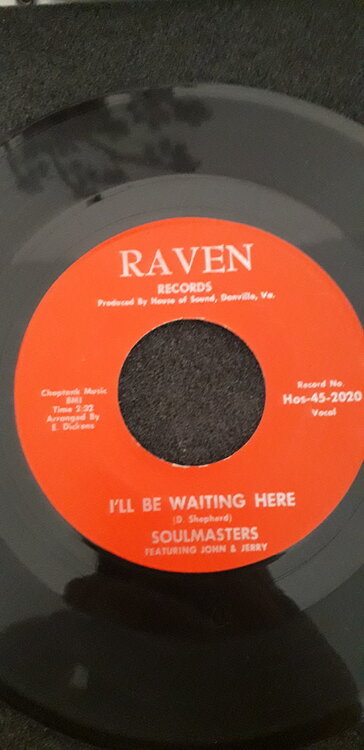 RAVEN
RECORDS
Produced By House of Sound, Danville, Va.
Choptank Music
BMI
Time 2:32
Arranged By
E. Dickens
Record No.
Hos-45-2020
Vocal
I'LL BE WAITING HERE
(D. Shepherd)
SOULMASTERS
FEATURING JOHN & JERRY